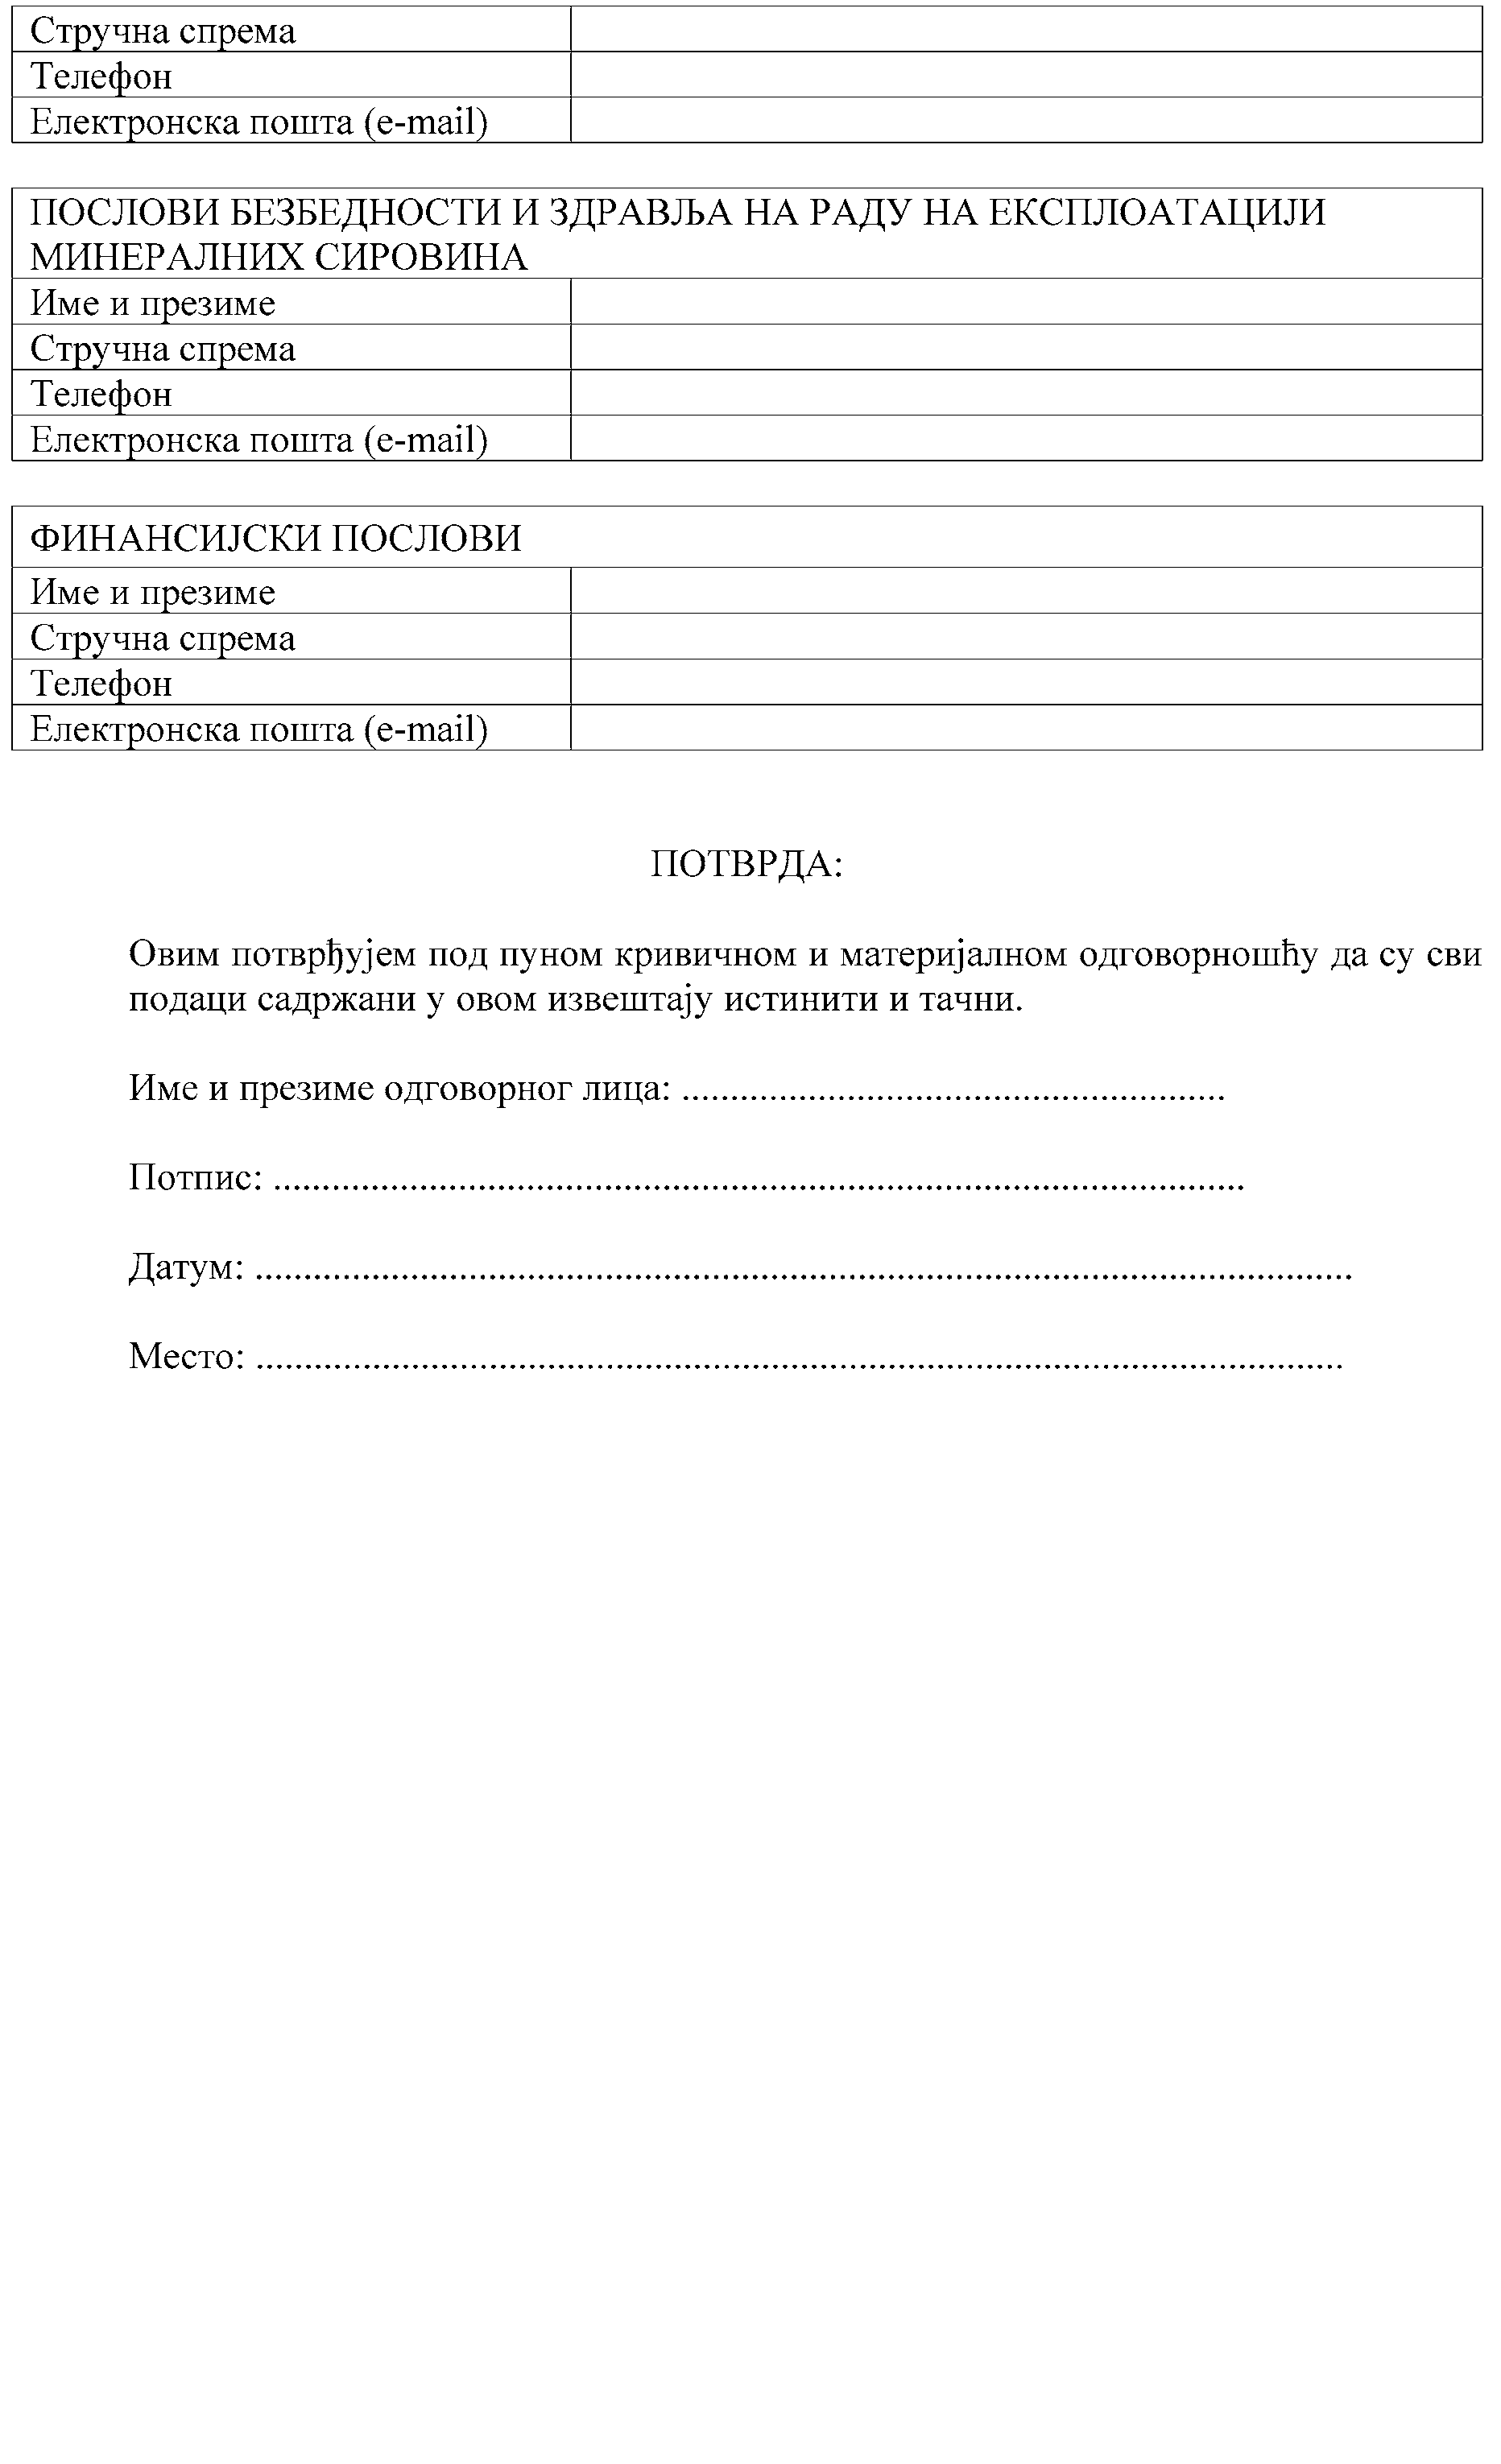 Стручна спрема
Телефон
Електронска пошта (e-mail)
ПОСЛОВИ БЕЗБЕДНОСТИ И ЗДРАВЉА НА РАДУ НА ЕКСПЛОАТАЦИЈИ
МИНЕРАЛНИХ СИРОВИНА
Име и презиме
Стручна спрема
Телефон
Електронска пошта (e-mail)
ФИНАНСИЈСКИ ПОСЛОВИ
Име и презиме
Стручна спрема
Телефон
Електронска пошта (e-mail)
ПОТВРДА:
Овим потврђујем под пуном кривичном и материјалном одговорношћу да су сви
подаци садржани у овом извештају истинити и тачни.
Име и презиме одговорног лица: ........................................................
Потпис: ....................................................................................................
Датум: .................................................................................................................
Место: ................................................................................................................